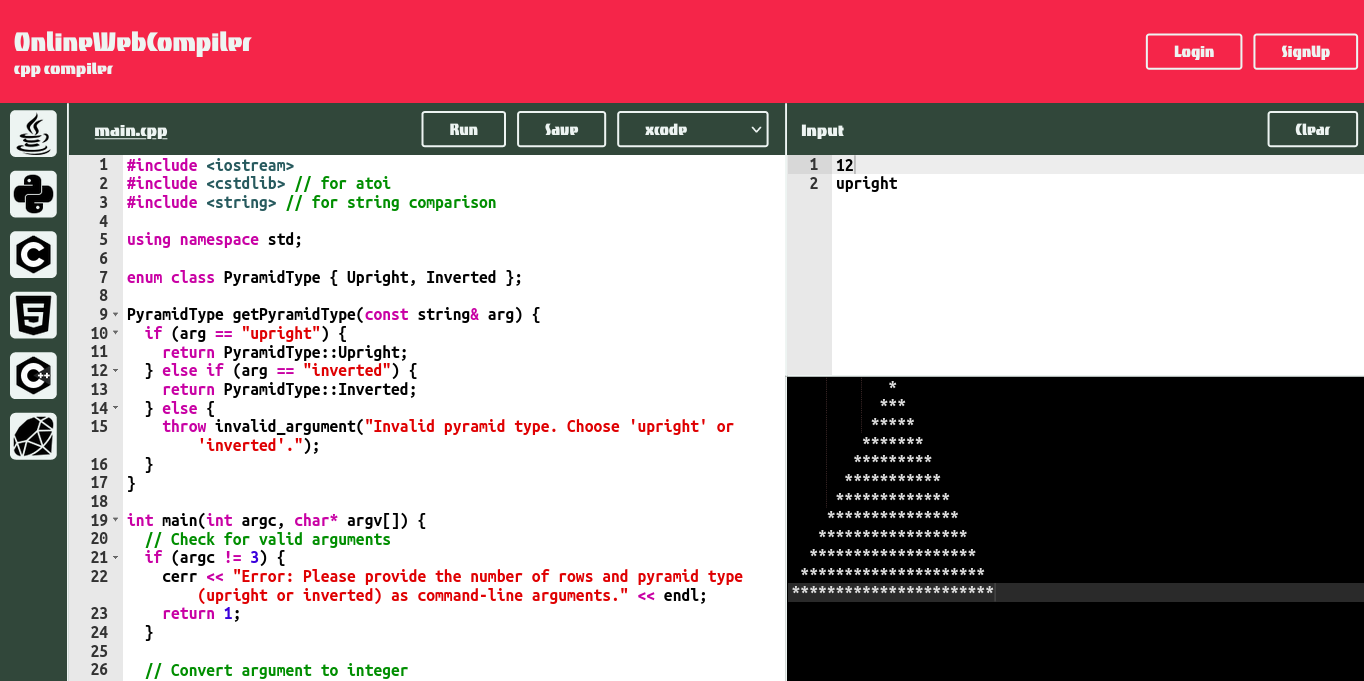 OnlineWebCompiler
cpp compiler
Login
SignUp
main.cpp
Run
Save
xcode
1 #include <iostream>
2 #include <cstdlib> // for atoi
3 #include <string> // for string comparison
4
5 using namespace std;
6
7 enum class PyramidType { Upright, Inverted };
8
9 PyramidType getPyramidType(const string& arg) {
10   if (arg == "upright") {
11     return PyramidType::Upright;
12   } else if (arg == "inverted") {
13     return PyramidType::Inverted;
14   } else {
15     throw invalid_argument("Invalid pyramid type. Choose 'upright' or
'inverted'.");
16   }
17 }
18
19 int main(int argc, char* argv[]) {
20   // Check for valid arguments
21   if (argc != 3) {
22     cerr << "Error: Please provide the number of rows and pyramid type
(upright or inverted) as command-line arguments." << endl;
23     return 1;
24   }
25
26   // Convert argument to integer
Input
Clear
1 12
2 upright
           *
          ***
         *****
        *******
       *********
      ***********
     *************
    ***************
   *****************
  *******************
 *********************
***********************